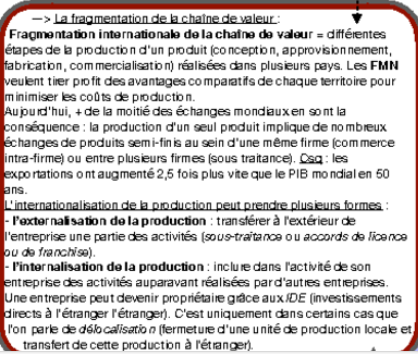 —> La fragmentation de la chaîne de valeur :
Fragmentation internationale de la chaîne de valeur = différentes
étapes de la production d'un produit (conception, approvisionnement,
fabrication, commercialisation) réalisées dans plusieurs pays. Les FMN
veulent tirer profit des avantages comparatifs de chaque territoire pour
minimiser les coûts de production.
Aujourd'hui, + de la moitié des échanges mondiaux en sont la
conséquence : la production d'un seul produit implique de nombreux
échanges de produits semi-finis au sein d'une même firme (commerce
intra-firme) ou entre plusieurs firmes (sous traitance). Csq : les
exportations ont augmenté 2,5 fois plus vite que le PIB mondial en 50
ans.
L'internationalisation de la production peut prendre plusieurs formes :
- l'externalisation de la production : transférer à l'extérieur de
l'entreprise une partie des activités (sous-traitance ou accords de licence
ou de franchise).
- l'internalisation de la production : inclure dans l'activité de son
entreprise des activités auparavant réalisées par d'autres entreprises.
Une entreprise peut devenir propriétaire grâce aux IDE (investissements
directs à l'étranger l'étranger). C'est uniquement dans certains cas que
l'on parle de délocalisation (fermeture d'une unité de production locale et
transfert de cette production à l'étranger).